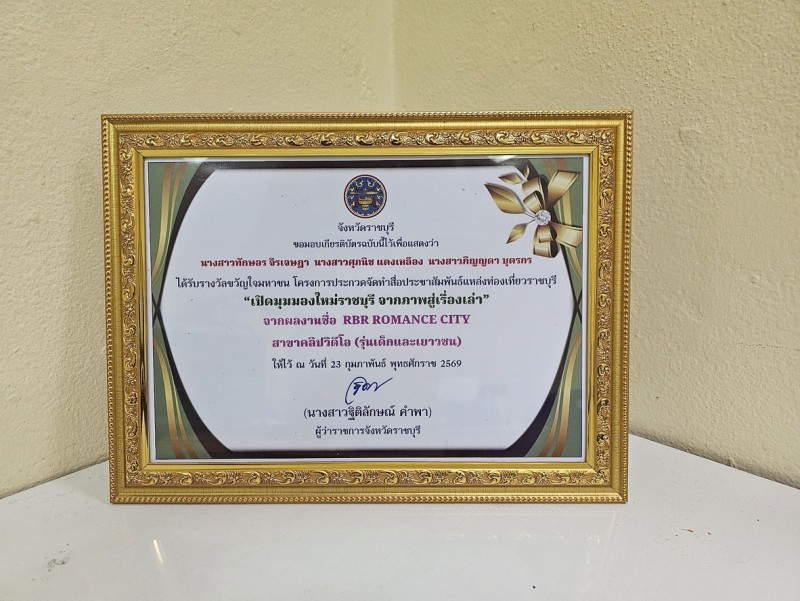 จังหวัดราชบุรี
ขอมอบเกียรติบัตรฉบับนี้ไว้เพื่อแสดงว่า
นางสาวทักษอร จิรเจษฎา นางสาวศุภนิช แตงเหลือง นางสาวภิญญดา บุตรกร
ได้รับรางวัลขวัญใจมหาชน โครงการประกวดจัดทำสื่อประชาสัมพันธ์แหล่งท่องเที่ยวราชบุรี
“เปิดมุมมองใหม่ราชบุรี จากภาพสู่เรื่องเล่า”
จากผลงานชื่อ RBR ROMANCE CITY
สาขาคลิปวิดีโอ (รุ่นเด็กและเยาวชน)
ให้ไว้ ณ วันที่ 23 กุมภาพันธ์ พุทธศักราช 2569
(นางสาวฐิติลักษณ์ คำพา)
ผู้ว่าราชการจังหวัดราชบุรี